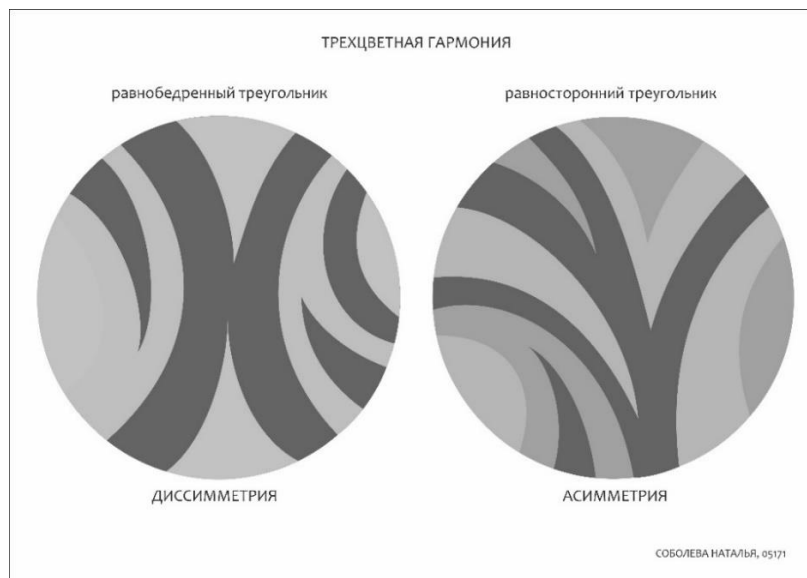 ТРЕХЦВЕТНАЯ ГАРМОНИЯ
равнобедренный треугольник
равносторонний треугольник
ДИССИММЕТРИЯ
АСИММЕТРИЯ
СОБОЛЕВА НАТАЛЬЯ, 05171